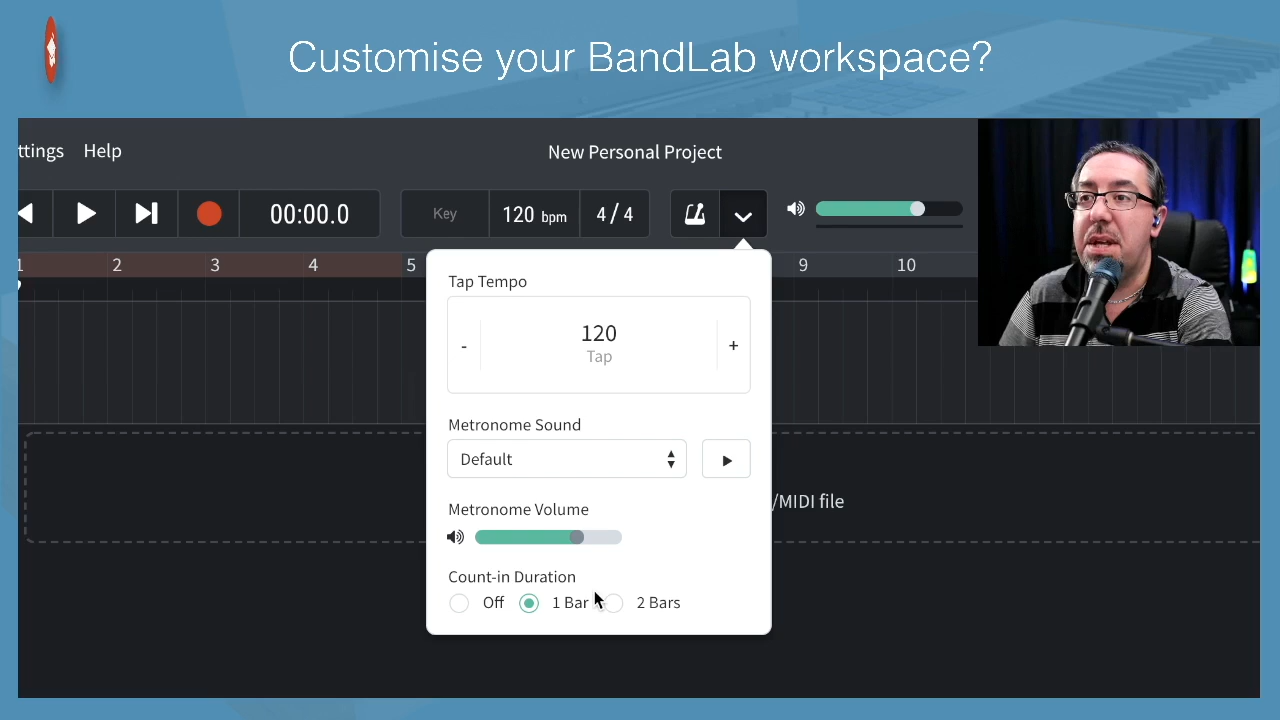 Customise your BandLab workspace?
ttings Help
New Personal Project
00:00.0
Key
120 bpm
4/4
1 2 3 4 5 9 10
Tap Tempo
- 120 +
Tap
Metronome Sound
Default
/MIDI file
Metronome Volume
Count-in Duration
Off 1 Bar 2 Bars